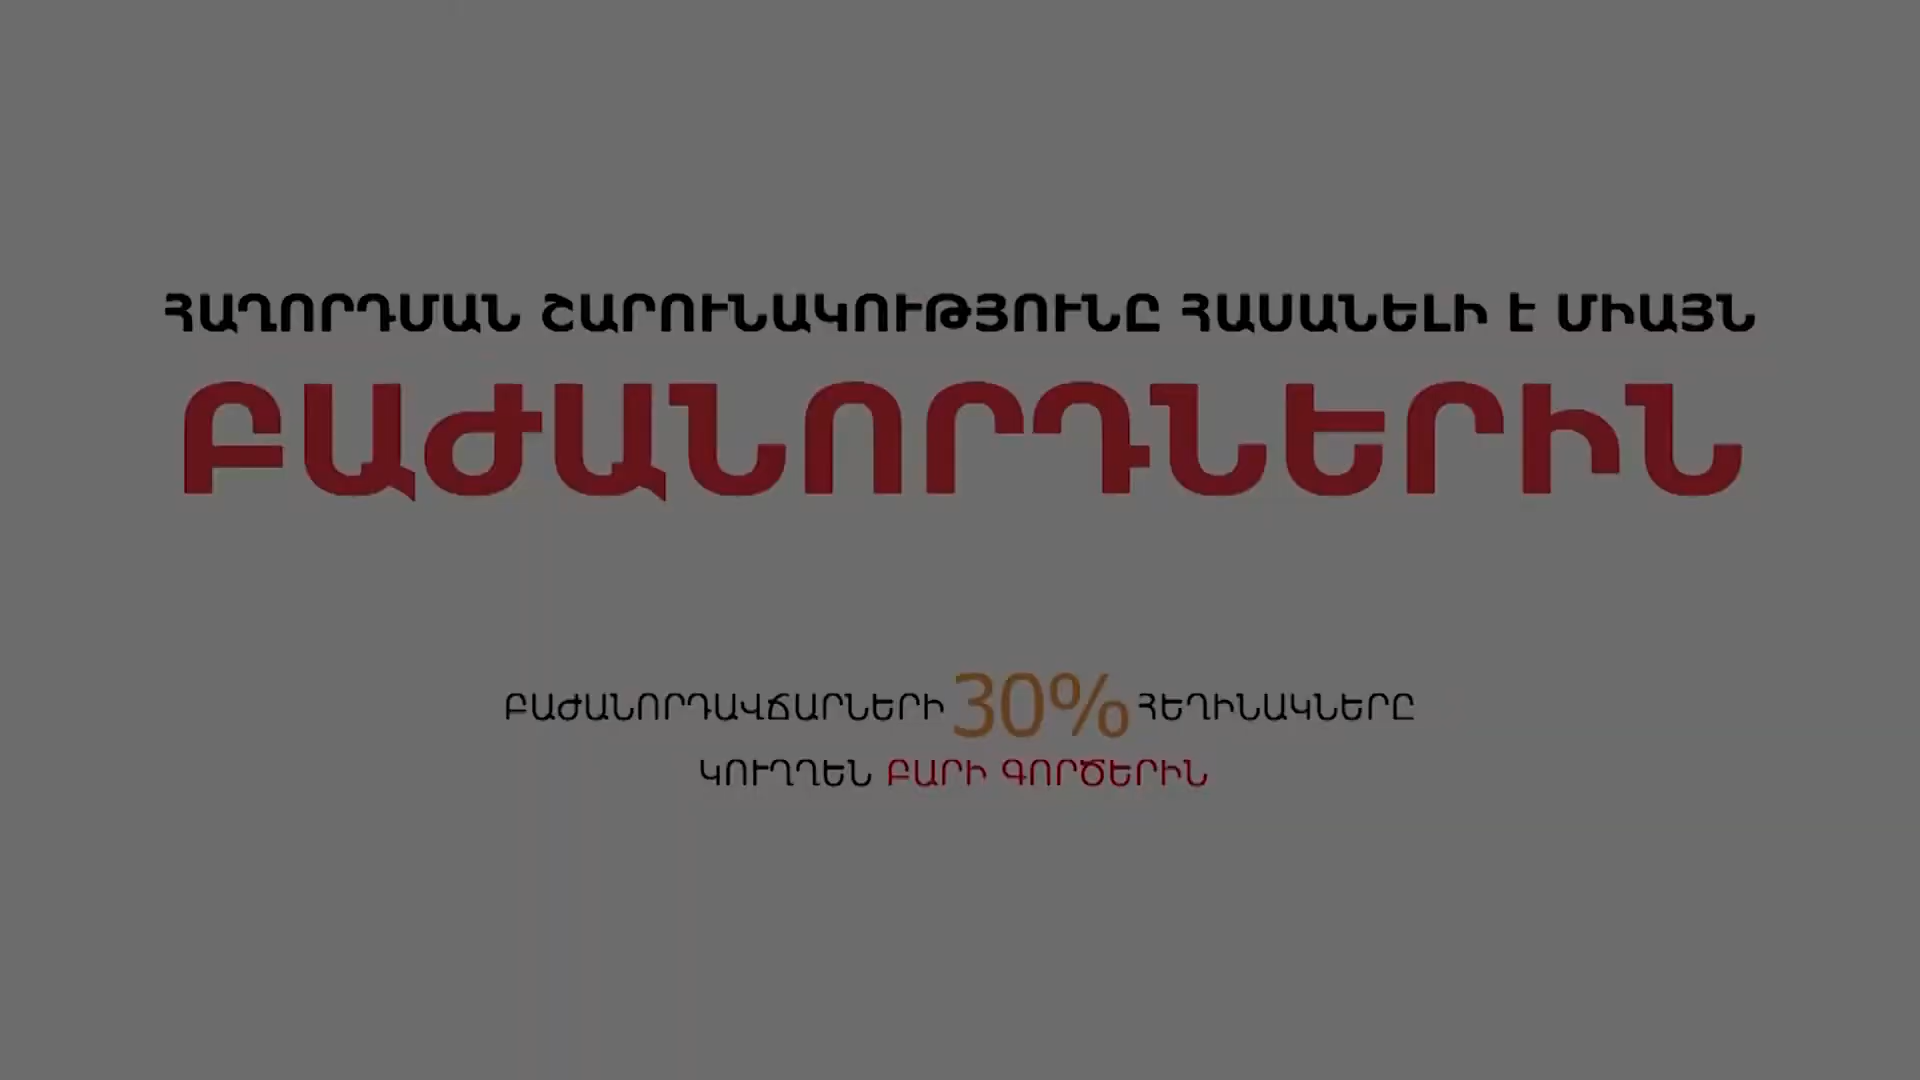 ՀԱՂՈՐԴՄԱՆ ՇԱՐՈՒՆԱԿՈՒԹՅՈՒՆԸ ՀԱՍԱՆԵԼԻ Է ՄԻԱՅՆ
ԲԱԺԱՆՈՐԴՆԵՐԻՆ
ԲԱԺԱՆՈՐԴԱՎՃԱՐՆԵՐԻ 30% ՀԵՂԻՆԱԿՆԵՐԸ
ԿՈՒՂՂԵՆ ԲԱՐԻ ԳՈՐԾԵՐԻՆ